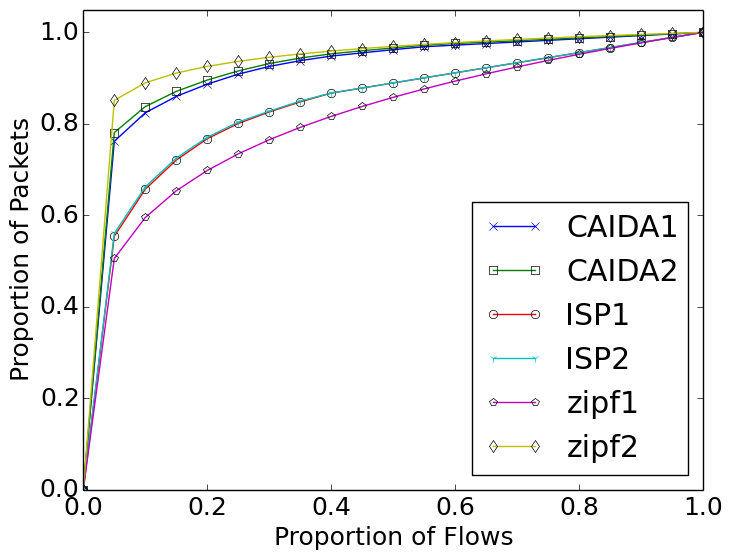 1.0
0.8
0.6
0.4
0.2
0.0
0.0 0.2 0.4 0.6 0.8 1.0
Proportion of Packets
Proportion of Flows
CAIDA1
CAIDA2
ISP1
ISP2
zipf1
zipf2